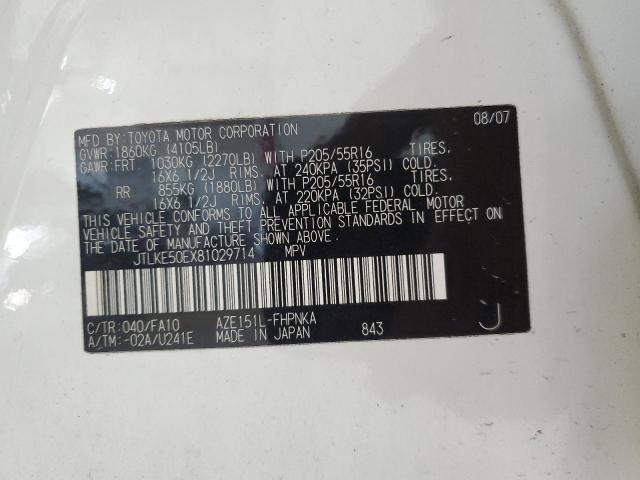 MFD BY:TOYOTA MOTOR CORPORATION 08/07
GVWR:1860KG (4105LB)
GAWR:FRT 1030KG (2270LB) WITH P205/55R16 TIRES,
16X6 1/2J RIMS, AT 240KPA (35PSI) COLD.
RR 855KG (1880LB) WITH P205/55R16 TIRES,
16X6 1/2J RIMS, AT 220KPA (32PSI) COLD.
THIS VEHICLE CONFORMS TO ALL APPLICABLE FEDERAL MOTOR
VEHICLE SAFETY AND THEFT PREVENTION STANDARDS IN EFFECT ON
THE DATE OF MANUFACTURE SHOWN ABOVE.
JTLKE50EX81029714 MPV
C/TR:040/FA10 AZE151L-FHPNKA
A/TM:-02A/U241E MADE IN JAPAN 843 J